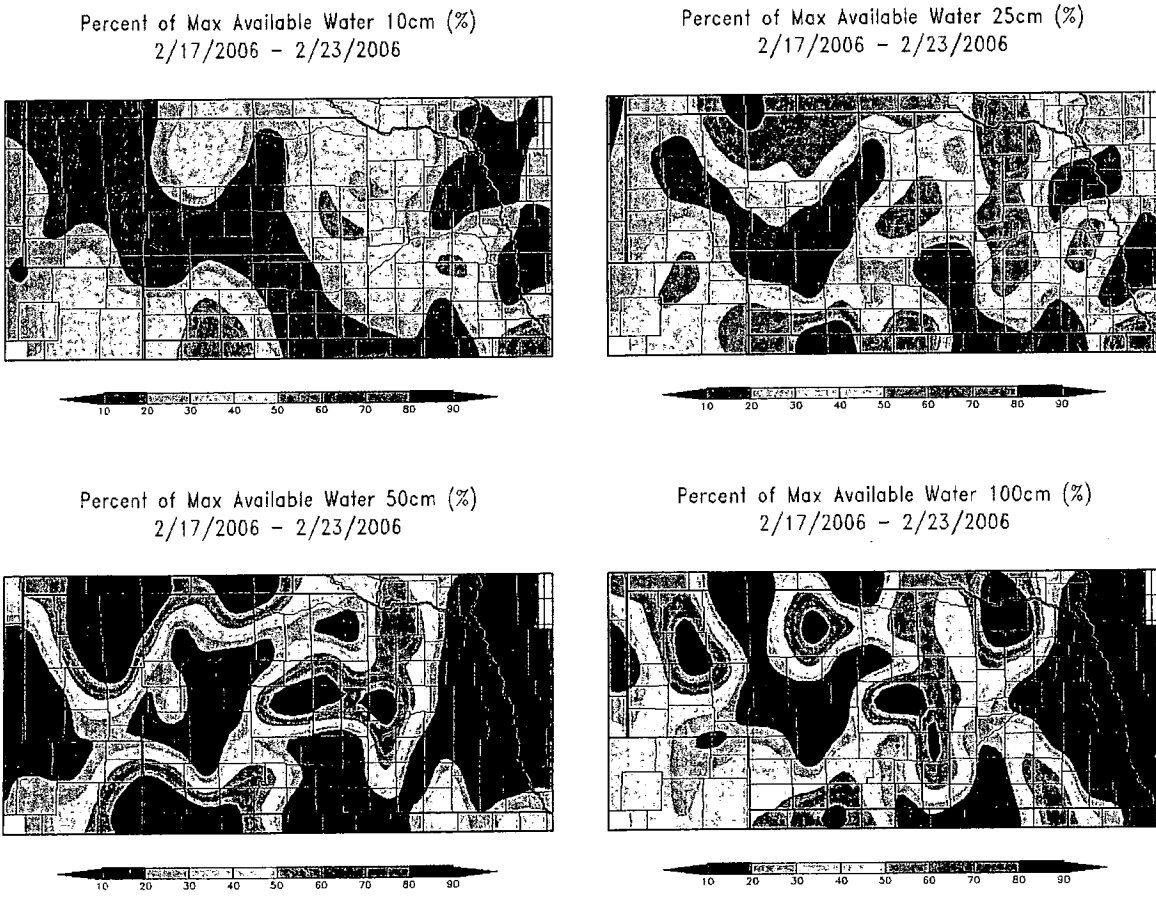 Percent of Max Available Water 10cm (%)
2/17/2006 – 2/23/2006
10 20 30 40 50 60 70 80 90
Percent of Max Available Water 25cm (%)
2/17/2006 – 2/23/2006
10 20 30 40 50 60 70 80 90
Percent of Max Available Water 50cm (%)
2/17/2006 – 2/23/2006
10 20 30 40 50 60 70 80 90
Percent of Max Available Water 100cm (%)
2/17/2006 – 2/23/2006
10 20 30 40 50 60 70 80 90